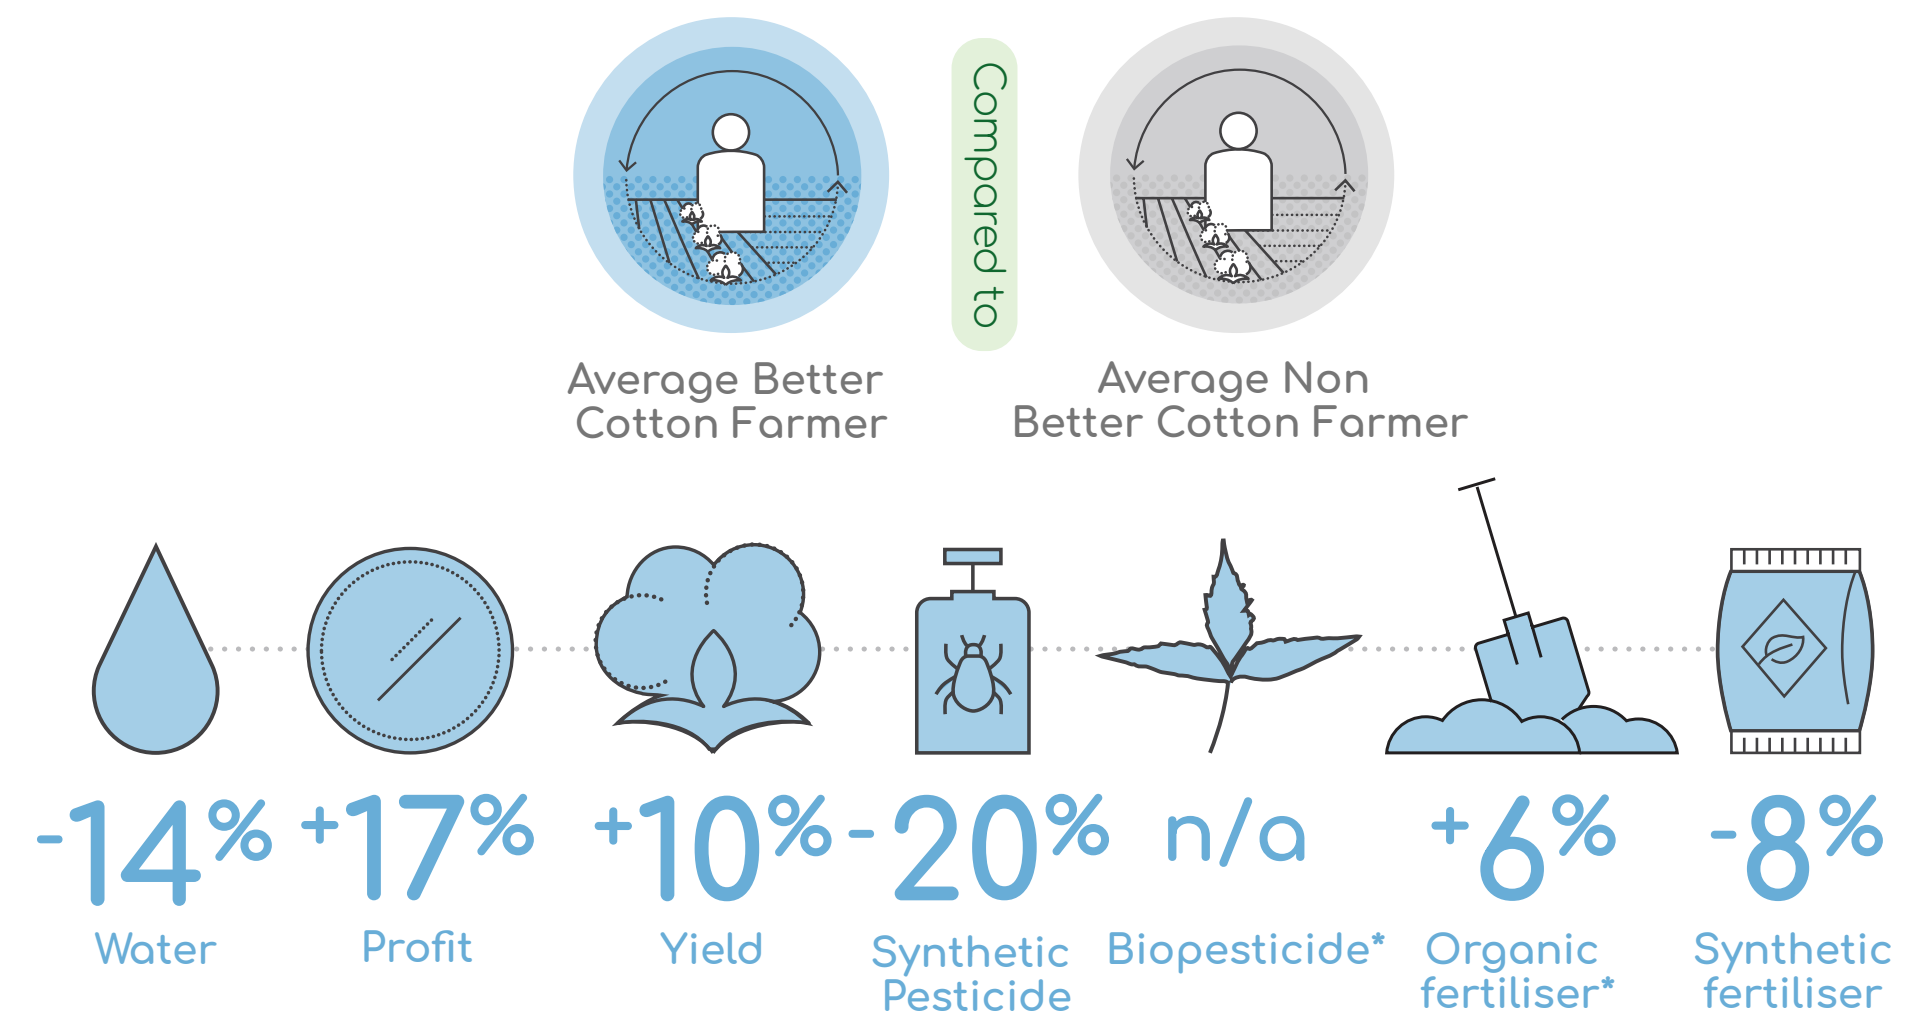 Compared to
Average Better
Cotton Farmer
Average Non
Better Cotton Farmer
-14%
Water
+17%
Profit
+10%
Yield
-20%
Synthetic
Pesticide
n/a
Biopesticide*
+6%
Organic
fertiliser*
-8%
Synthetic
fertiliser